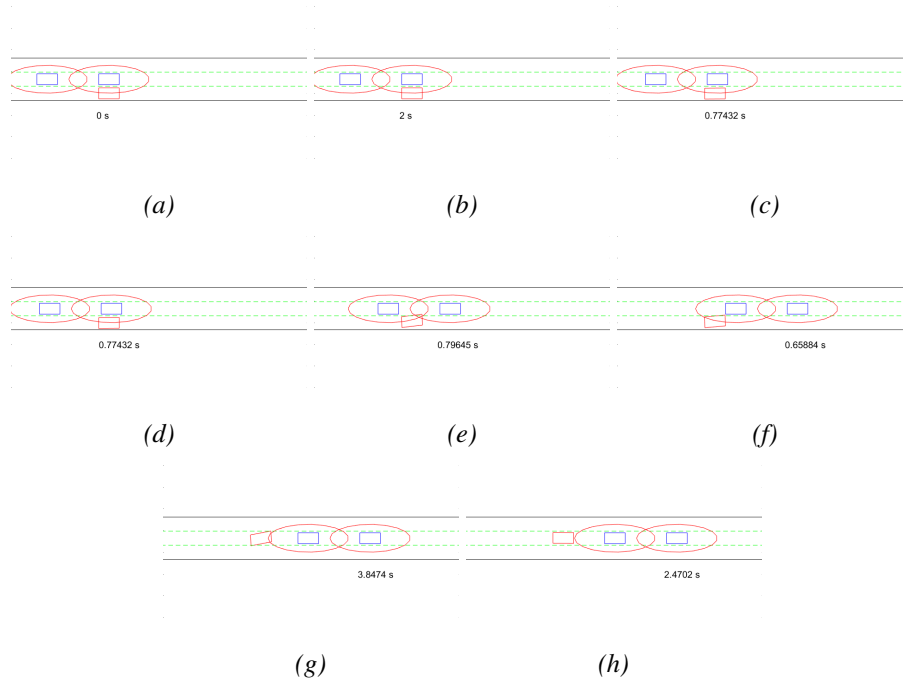 0 s
2 s
0.77432 s
(a)
(b)
(c)
0.77432 s
0.79645 s
0.65884 s
(d)
(e)
(f)
3.8474 s
2.4702 s
(g)
(h)